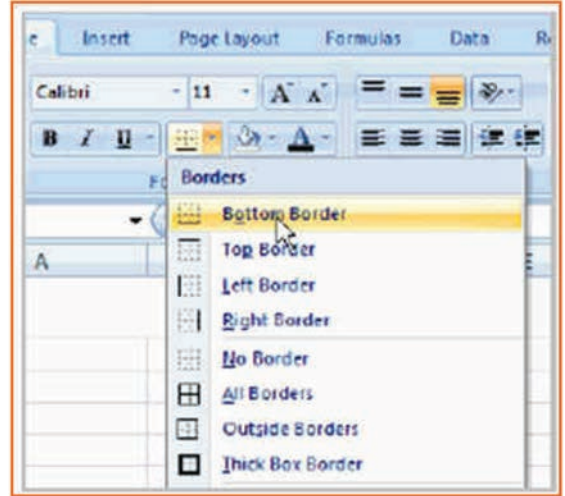 e Insert Page Layout Formulas Data R
Calibri 11 A A
B I U A
Fo
Borders
Bottom Border
A
Top Border
Left Border
Right Border
No Border
All Borders
Outside Borders
Thick Box Border